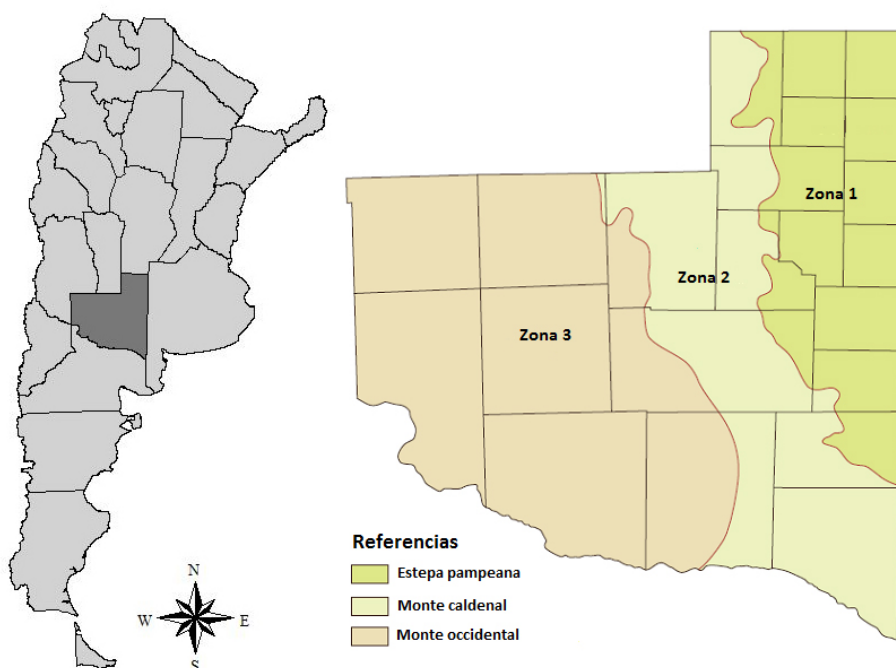 Zona 1
Zona 2
Zona 3
Referencias
Estepa pampeana
Monte caldenal
Monte occidental
N
W
E
S